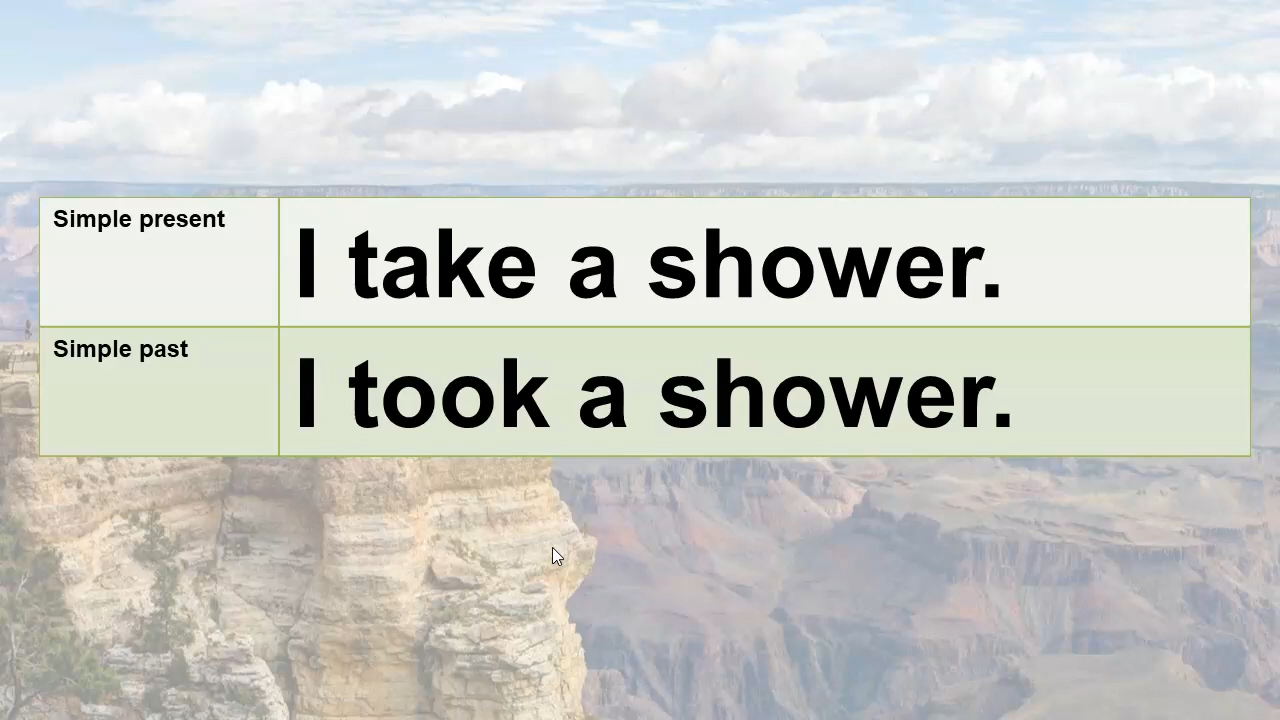 Simple present
I take a shower.
Simple past
I took a shower.